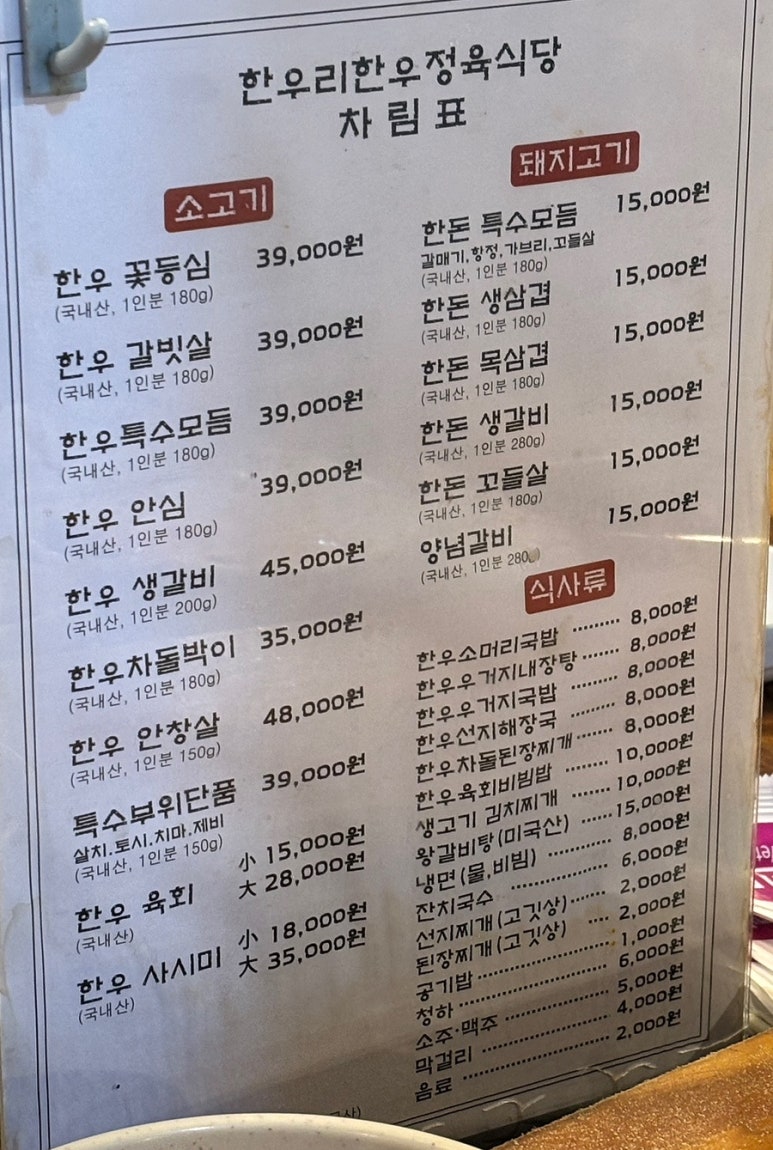 한우리한우정육식당
차림표
소고기
한우 꽃등심 39,000원
(국내산, 1인분 180g)
한우 갈빗살 39,000원
(국내산, 1인분 180g)
한우특수모듬 39,000원
(국내산, 1인분 180g)
한우 안심 39,000원
(국내산, 1인분 180g)
한우 생갈비 45,000원
(국내산, 1인분 200g)
한우차돌박이 35,000원
(국내산, 1인분 180g)
한우 안창살 48,000원
(국내산, 1인분 150g)
특수부위단품 39,000원
살치.토시.치마.제비
(국내산, 1인분 150g)
한우 육회 小 15,000원
大 28,000원
(국내산)
한우 사시미 小 18,000원
大 35,000원
(국내산)
돼지고기
한돈 특수모듬 15,000원
갈매기,항정,가브리,꼬들살
(국내산, 1인분 180g)
한돈 생삼겹 15,000원
(국내산, 1인분 180g)
한돈 목삼겹 15,000원
(국내산, 1인분 180g)
한돈 생갈비 15,000원
(국내산, 1인분 280g)
한돈 꼬들살 15,000원
(국내산, 1인분 180g)
양념갈비 15,000원
(국내산, 1인분 280
식사류
한우소머리국밥 ········ 8,000원
한우우거지내장탕 ······ 8,000원
한우우거지국밥 ········ 8,000원
한우선지해장국 ········ 8,000원
한우차돌된장찌개 ······ 8,000원
한우육회비빔밥 ······· 10,000원
생고기 김치찌개 ······ 10,000원
왕갈비탕(미국산) ····· 15,000원
냉면(물,비빔) ·········· 8,000원
잔치국수 ··············· 6,000원
선지찌개(고깃상) ······ 2,000원
된장찌개(고깃상) ···· 2,000원
공기밥 ···················· 1,000원
청하 ······················· 6,000원
소주·맥주 ················ 5,000원
막걸리 ···················· 4,000원
음료 ······················· 2,000원